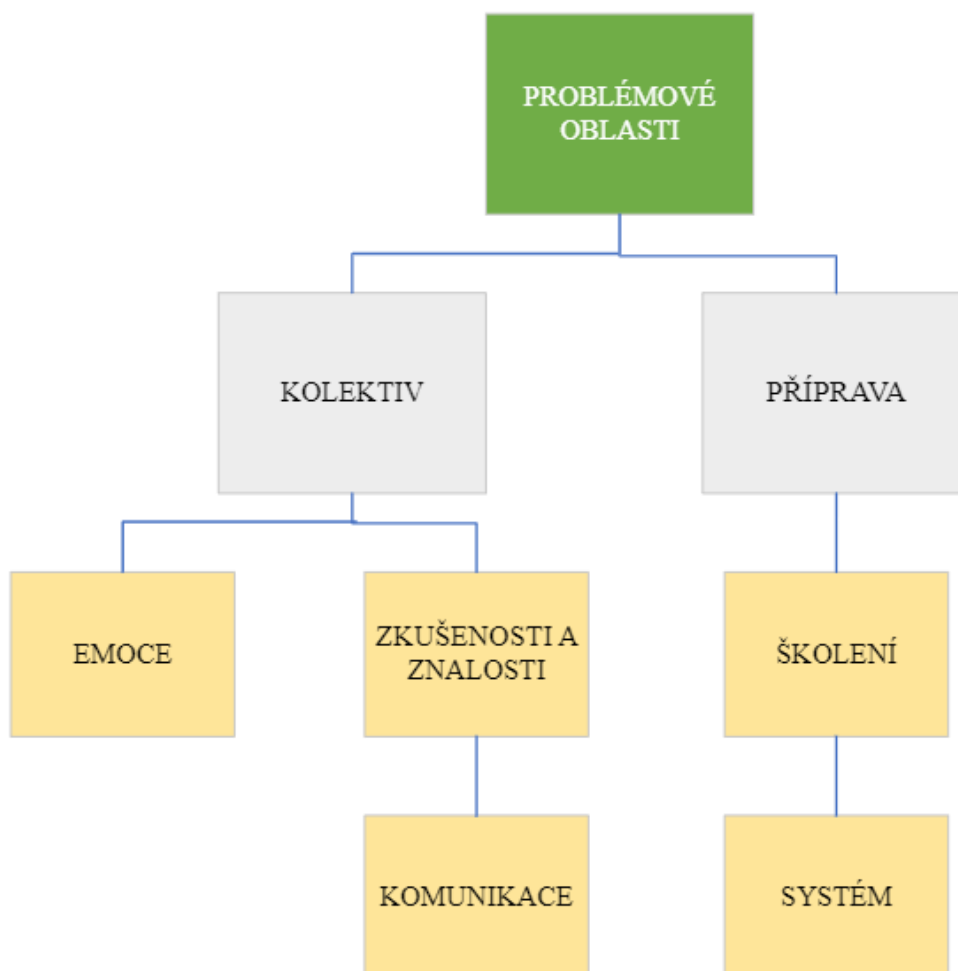 PROBLÉMOVÉ
OBLASTI
KOLEKTIV
PŘÍPRAVA
EMOCE
ZKUŠENOSTI A
ZNALOSTI
ŠKOLENÍ
KOMUNIKACE
SYSTÉM